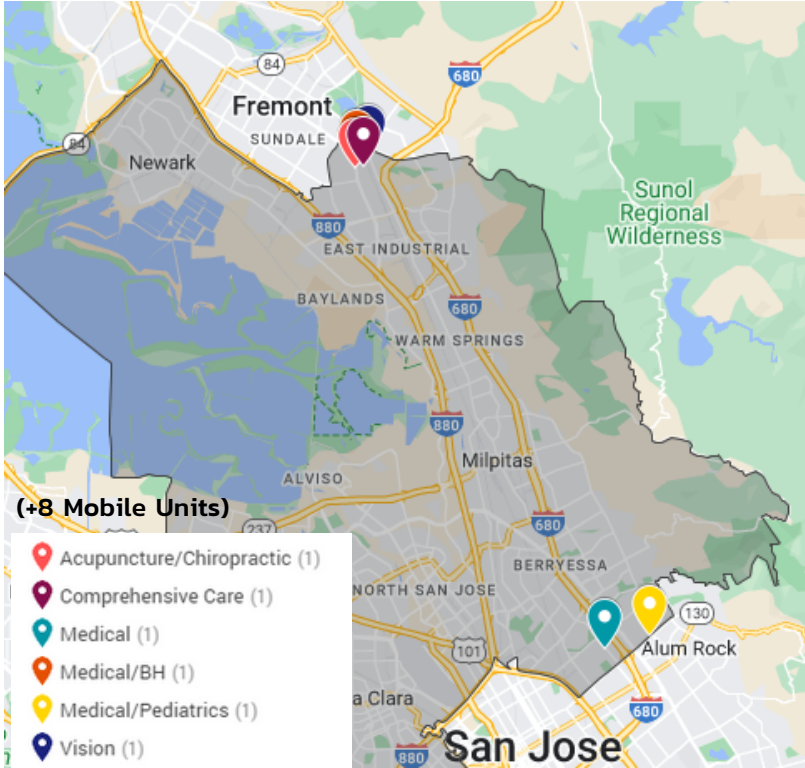 84
680
Fremont
SUNDALE
84
Newark
Sunol
Regional
Wilderness
880
EAST INDUSTRIAL
BAYLANDS
680
WARM SPRINGS
880
Milpitas
ALVISO
(+8 Mobile Units)
237
680
BERRYESSA
Acupuncture/Chiropractic (1)
Comprehensive Care (1)
Medical (1)
Medical/BH (1)
Medical/Pediatrics (1)
Vision (1)
NORTH SAN JOSE
130
101
Alum Rock
a Clara
680
San Jose
880